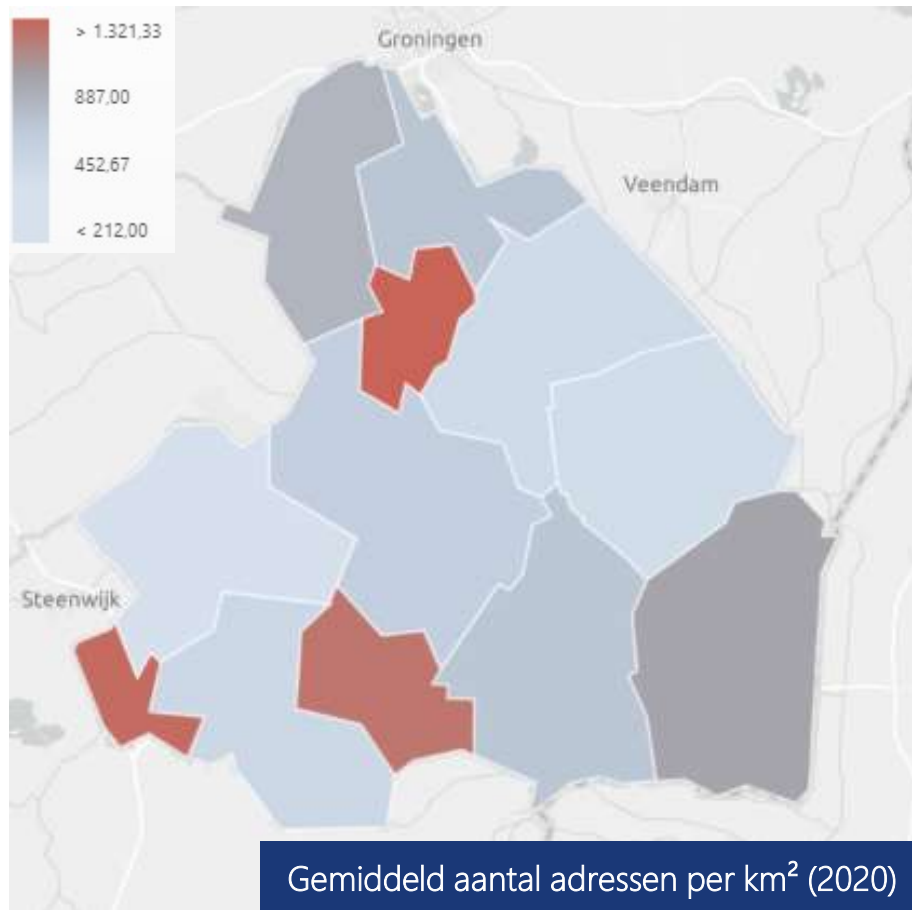 > 1.321,33
887,00
452,67
< 212,00
Groningen
Veendam
Steenwijk
Gemiddeld aantal adressen per km² (2020)